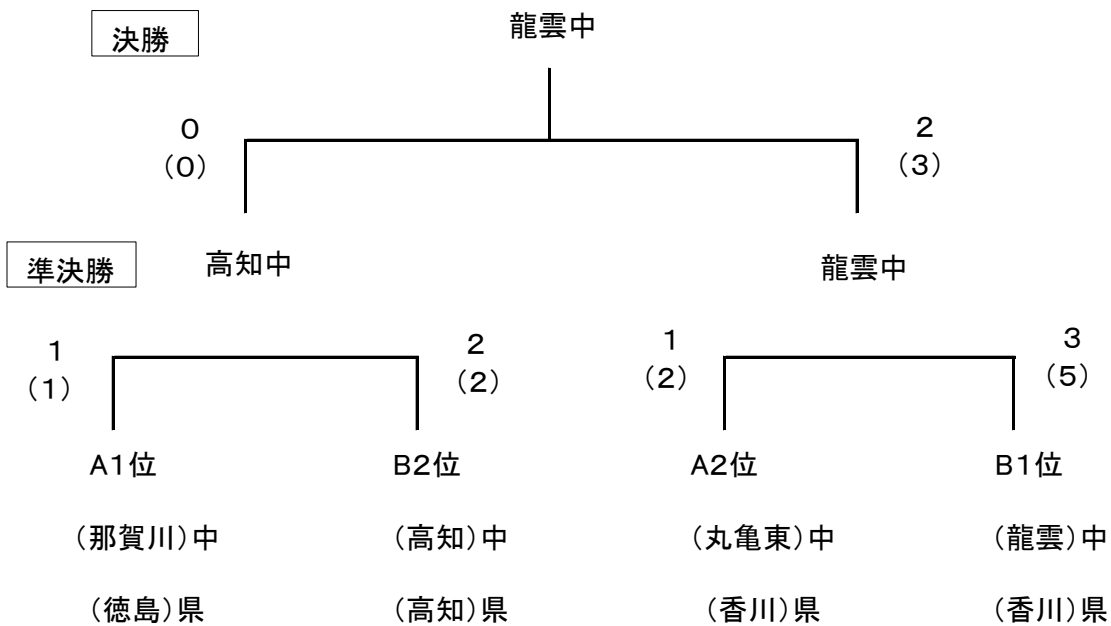 決勝
龍雲中
0
(0)
2
(3)
準決勝
高知中
龍雲中
1
(1)
2
(2)
1
(2)
3
(5)
A1位
B2位
A2位
B1位
(那賀川)中
(高知)中
(丸亀東)中
(龍雲)中
(徳島)県
(高知)県
(香川)県
(香川)県